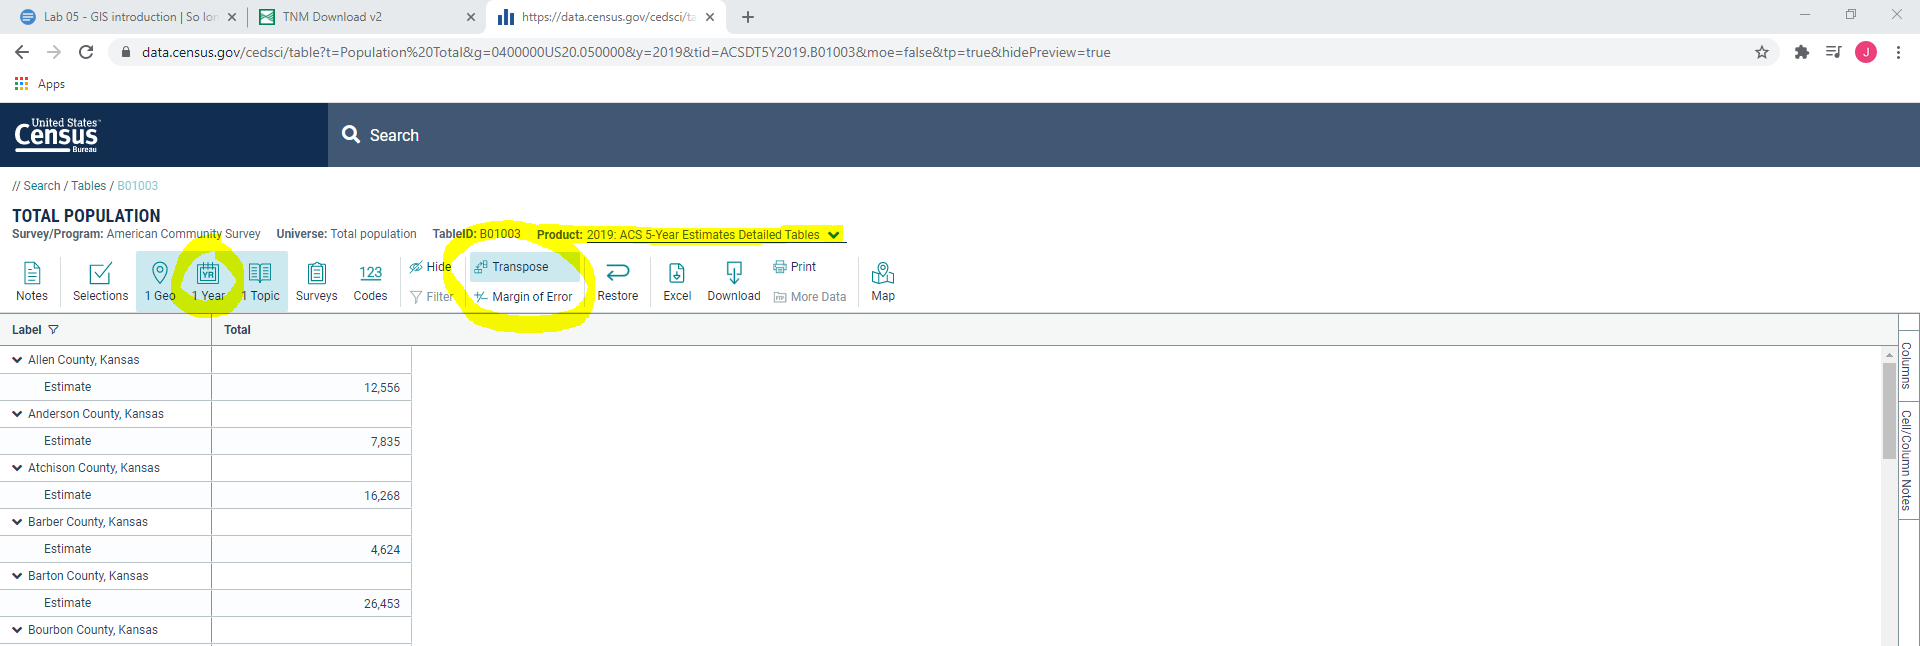 Lab 05 - GIS introduction | So lon
TNM Download v2
https://data.census.gov/cedsci/ta
data.census.gov/cedsci/table?t=Population%20Total&g=0400000US20.050000&y=2019&tid=ACSDT5Y2019.B01003&moe=false&tp=true&hidePreview=true
J
Apps
United States™
Census
Bureau
Search
// Search / Tables / B01003
TOTAL POPULATION
Survey/Program: American Community Survey Universe: Total population TableID: B01003 Product: 2019: ACS 5-Year Estimates Detailed Tables
Notes
Selections
1 Geo
YR
1 Year
1 Topic
Surveys
123
Codes
Hide
Filter
Transpose
Margin of Error
Restore
Excel
Download
Print
FTP
More Data
Map
Label Total
Allen County, Kansas
Estimate 12,556
Anderson County, Kansas
Estimate 7,835
Atchison County, Kansas
Estimate 16,268
Barber County, Kansas
Estimate 4,624
Barton County, Kansas
Estimate 26,453
Bourbon County, Kansas
Columns
Cell/Column Notes